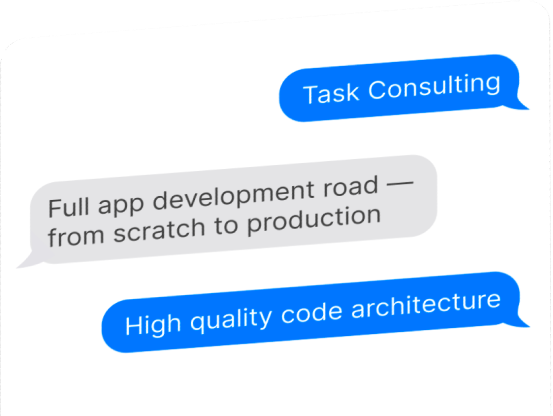 Task Consulting
Full app development road —
from scratch to production
High quality code architecture